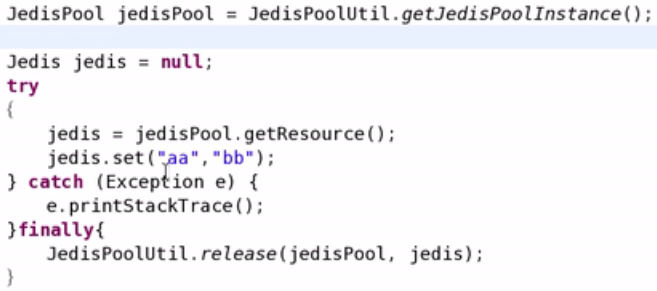 JedisPool jedisPool = JedisPoolUtil.getJedisPoolInstance();
Jedis jedis = null;
try
{
jedis = jedisPool.getResource();
jedis.set("aa","bb");
} catch (Exception e) {
e.printStackTrace();
}finally{
JedisPoolUtil.release(jedisPool, jedis);
}